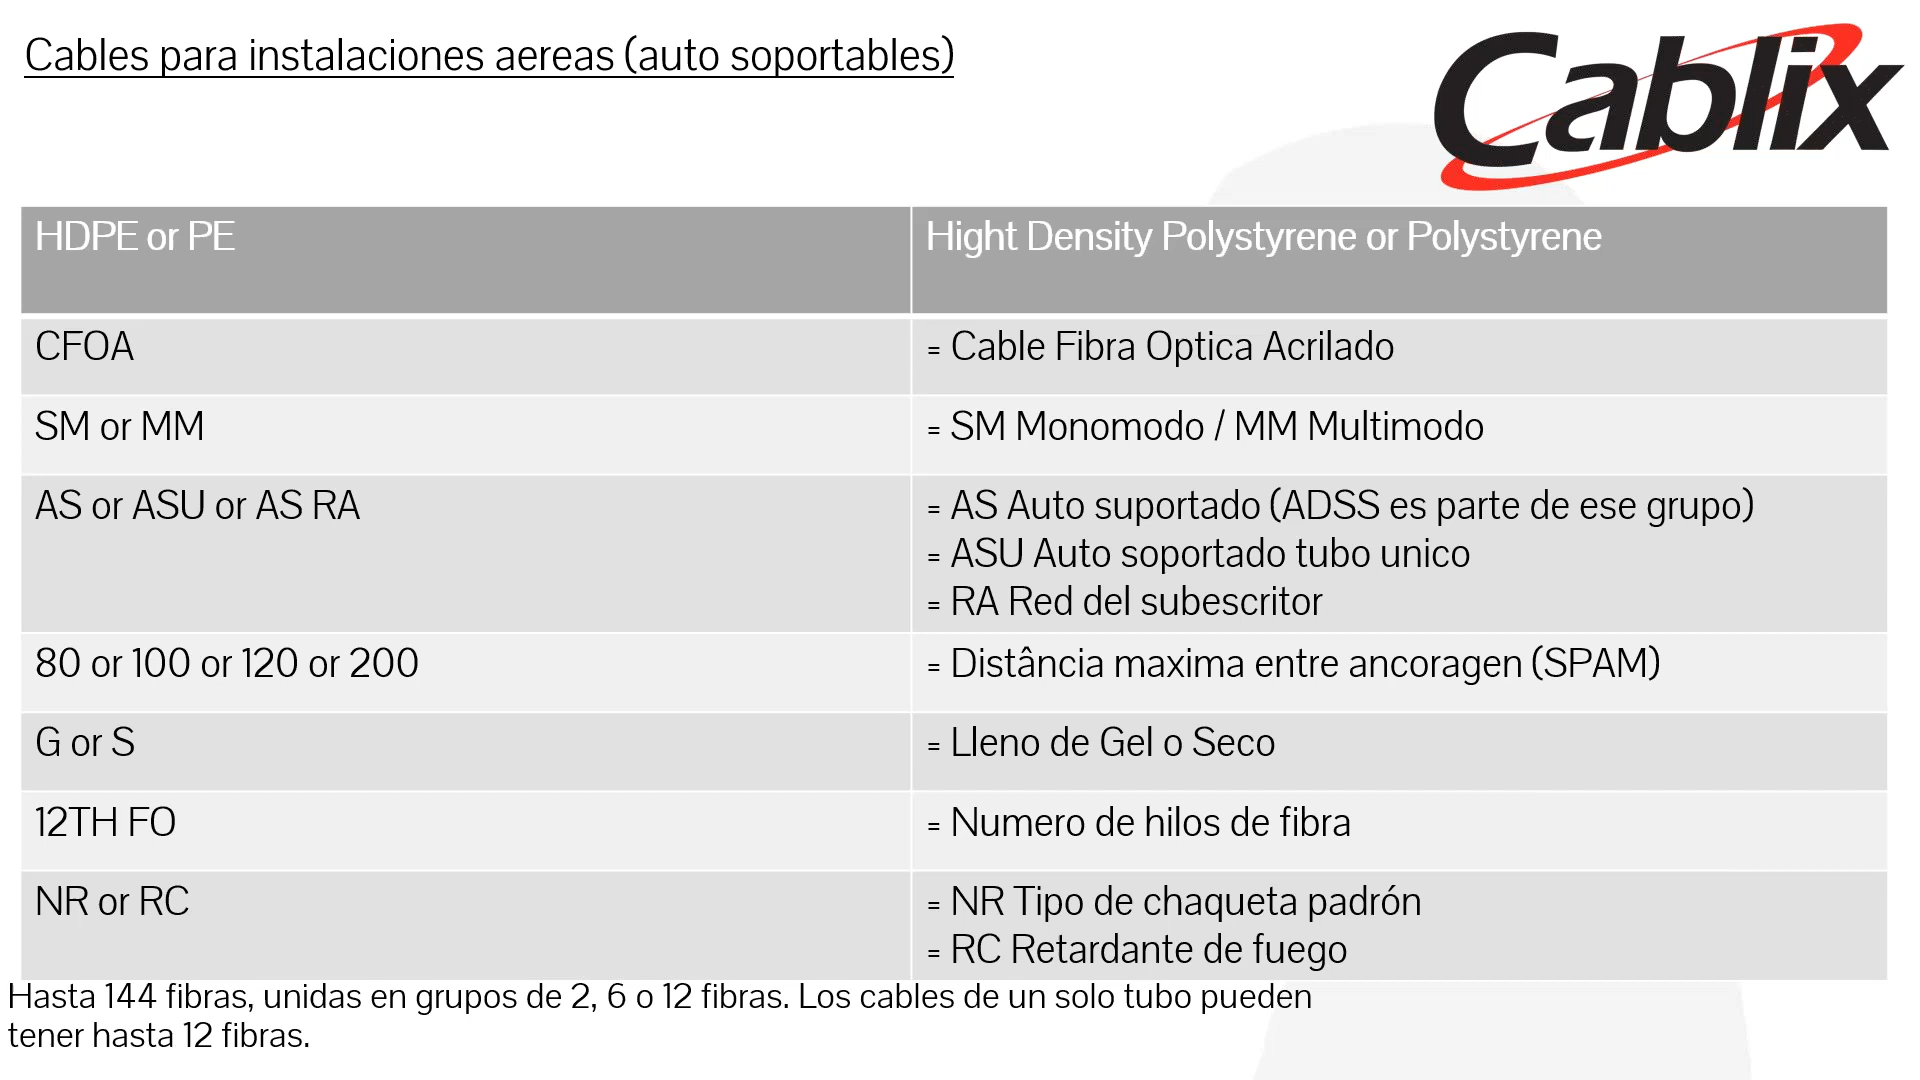 Cables para instalaciones aereas (auto soportables)
Cablix
HDPE or PE
Hight Density Polystyrene or Polystyrene
CFOA
= Cable Fibra Optica Acrilado
SM or MM
= SM Monomodo / MM Multimodo
AS or ASU or AS RA
= AS Auto suportado (ADSS es parte de ese grupo)
= ASU Auto soportado tubo unico
= RA Red del subescritor
80 or 100 or 120 or 200
= Distância maxima entre ancoragen (SPAM)
G or S
= Lleno de Gel o Seco
12TH FO
= Numero de hilos de fibra
NR or RC
= NR Tipo de chaqueta padrón
= RC Retardante de fuego
Hasta 144 fibras, unidas en grupos de 2, 6 o 12 fibras. Los cables de un solo tubo pueden
tener hasta 12 fibras.